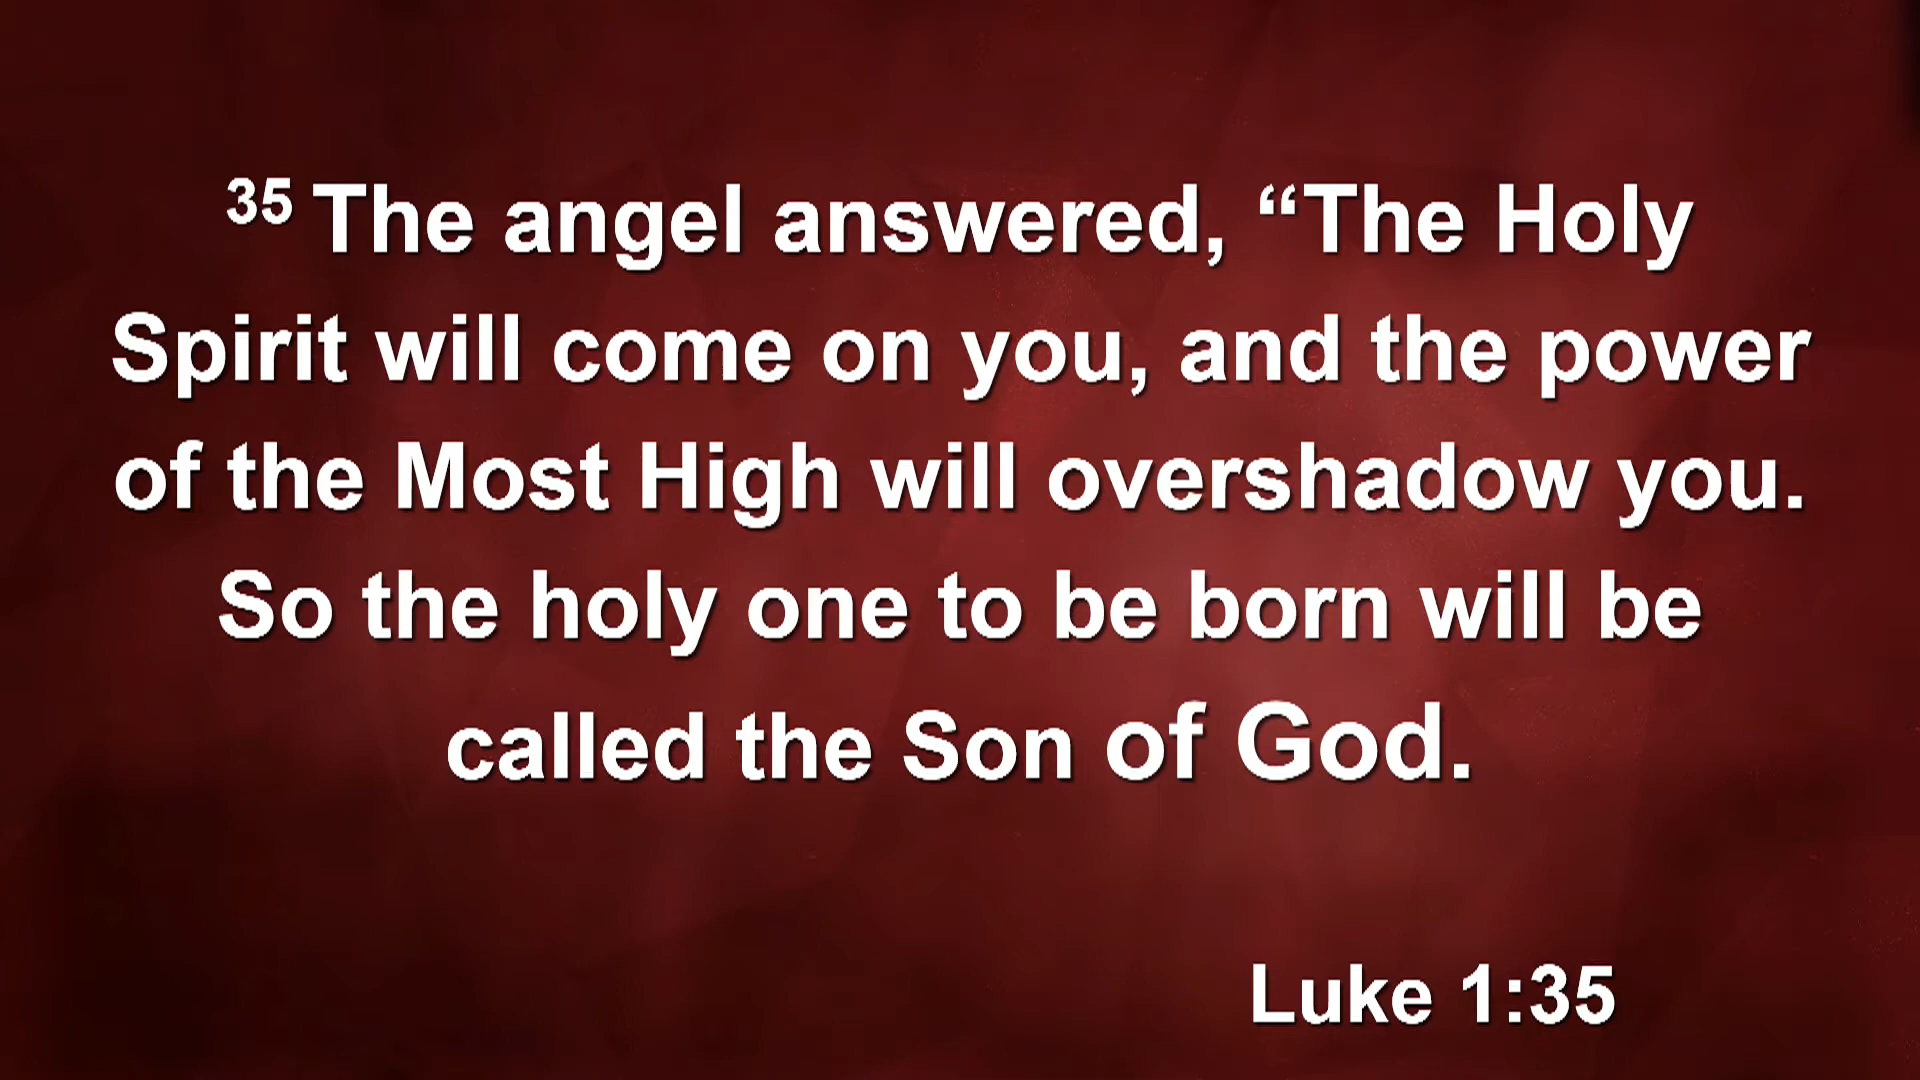 35 The angel answered, “The Holy
Spirit will come on you, and the power
of the Most High will overshadow you.
So the holy one to be born will be
called the Son of God.
Luke 1:35